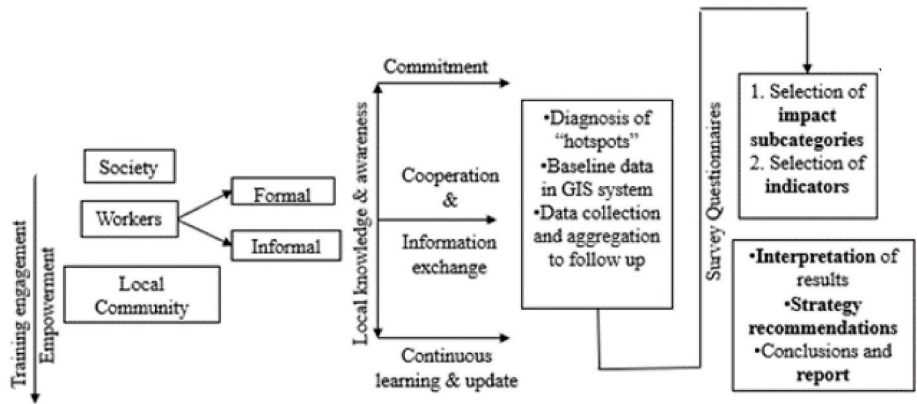 Training engagement
Empowerment
Society
Workers
Formal
Informal
Local
Community
Local knowledge & awareness
Commitment
Cooperation
&
Information
exchange
Continuous
learning & update
•Diagnosis of
“hotspots”
•Baseline data
in GIS system
•Data collection
and aggregation
to follow up
Survey Questionnaires
1. Selection of
impact
subcategories
2. Selection of
indicators
•Interpretation of
results
•Strategy
recommendations
•Conclusions and
report